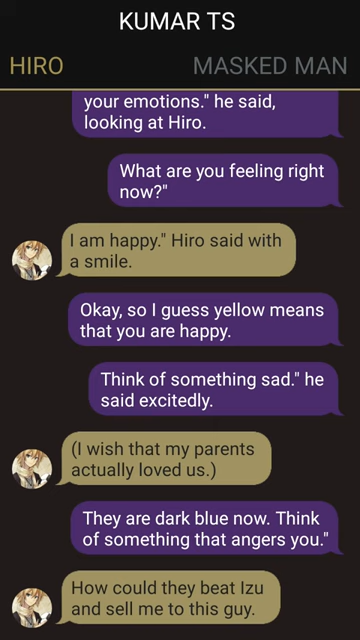 KUMAR TS
HIRO
MASKED MAN
your emotions." he said,
looking at Hiro.
What are you feeling right
now?"
I am happy." Hiro said with
a smile.
Okay, so I guess yellow means
that you are happy.
Think of something sad." he
said excitedly.
(I wish that my parents
actually loved us.)
They are dark blue now. Think
of something that angers you."
How could they beat Izu
and sell me to this guy.